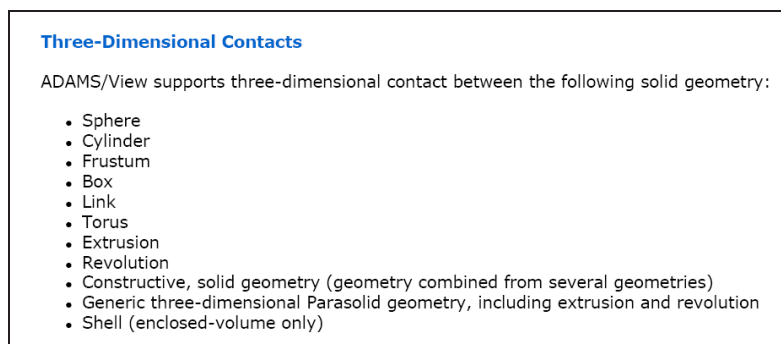 Three-Dimensional Contacts
ADAMS/View supports three-dimensional contact between the following solid geometry:
• Sphere
• Cylinder
• Frustum
• Box
• Link
• Torus
• Extrusion
• Revolution
• Constructive, solid geometry (geometry combined from several geometries)
• Generic three-dimensional Parasolid geometry, including extrusion and revolution
• Shell (enclosed-volume only)